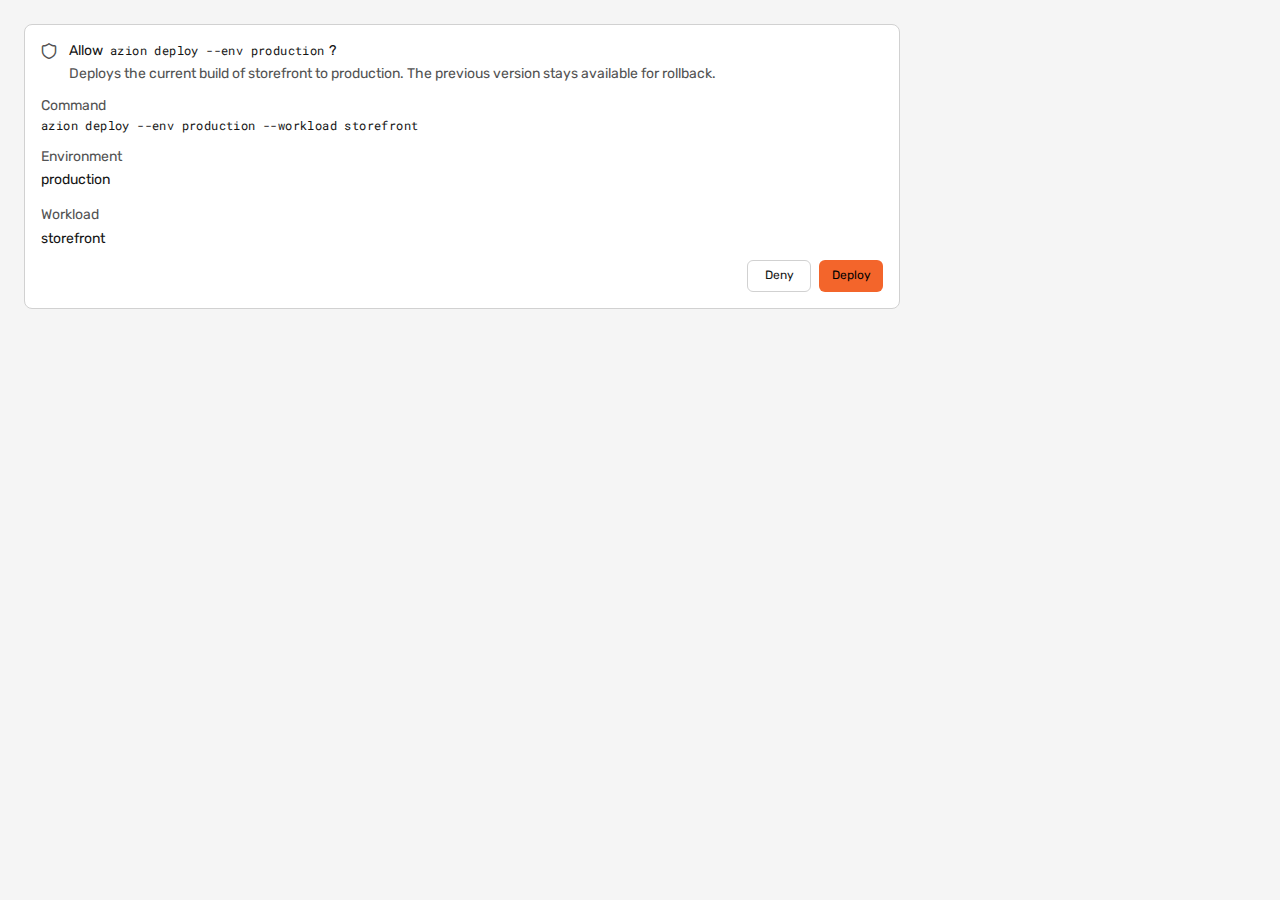 Allow azion deploy --env production ?
Deploys the current build of storefront to production. The previous version stays available for rollback.
Command
azion deploy --env production --workload storefront
Environment
production
Workload
storefront
Deny Deploy